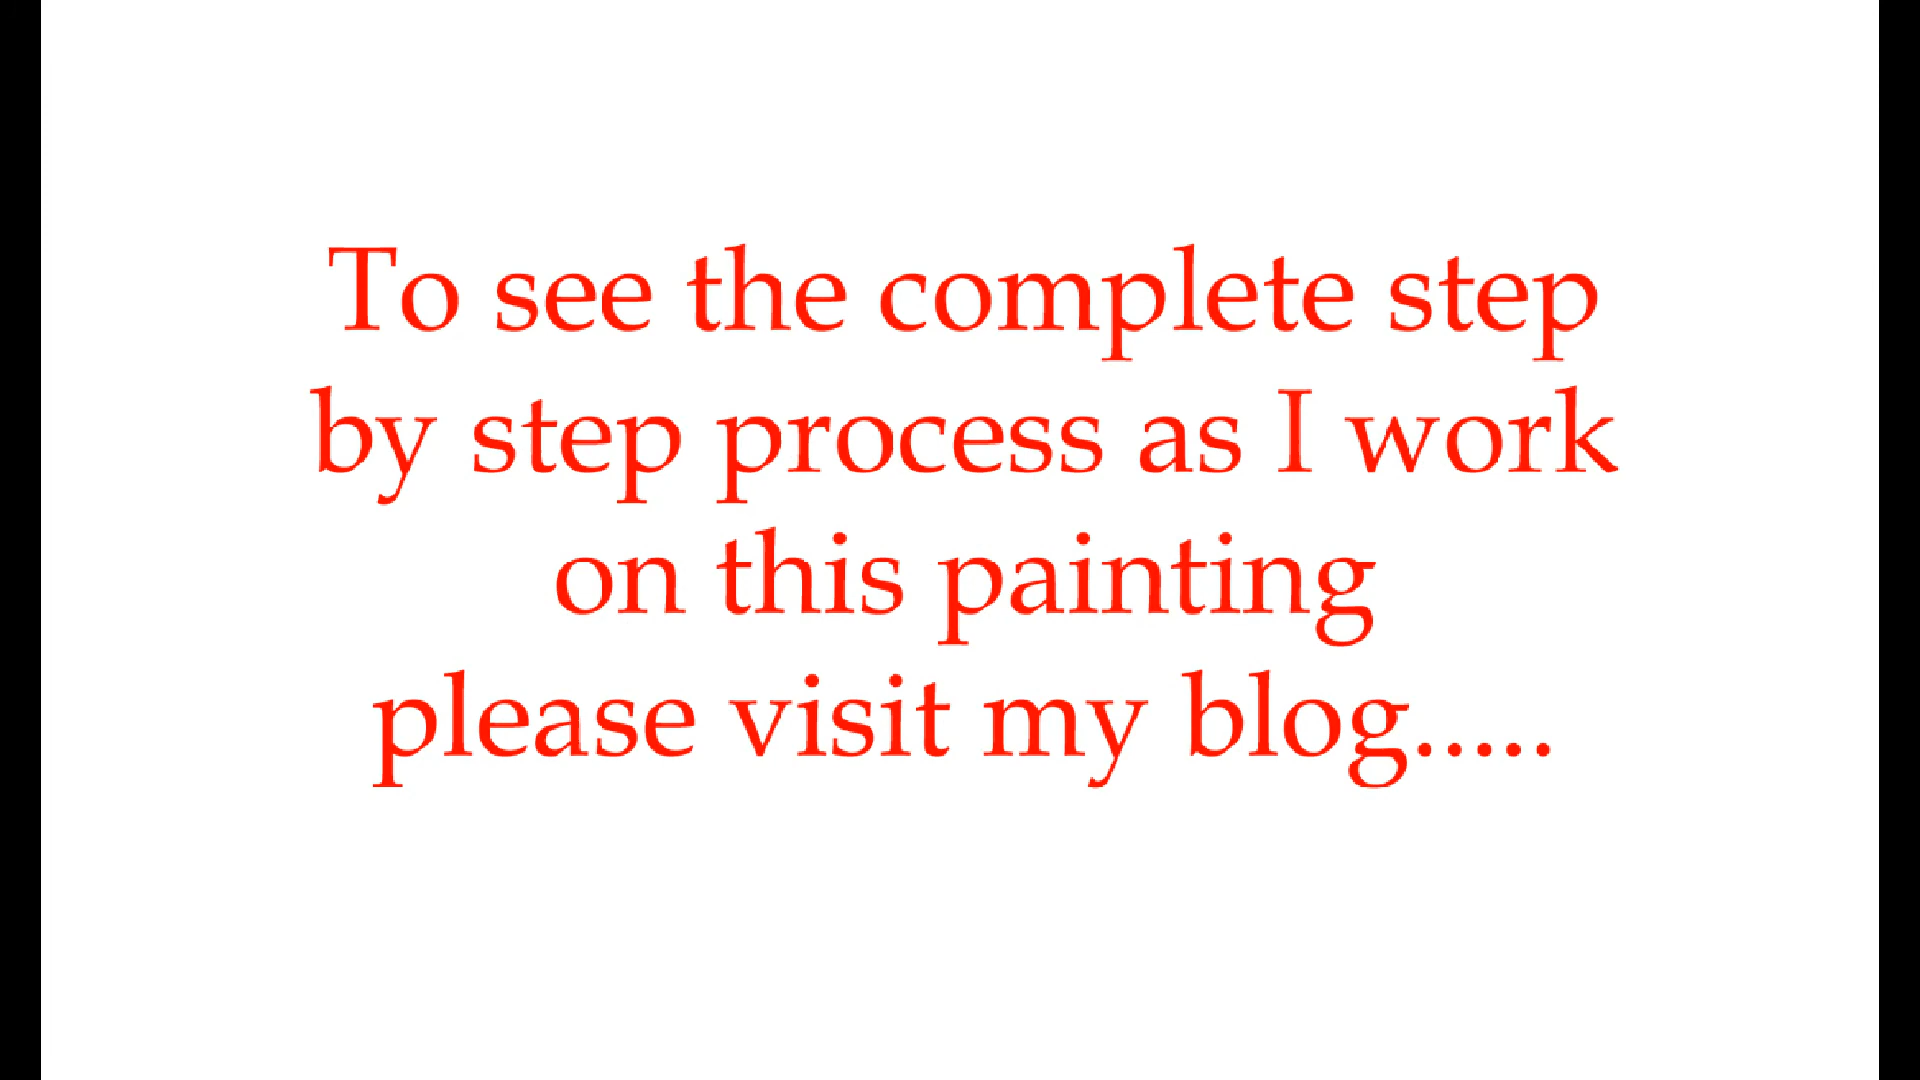 To see the complete step
by step process as I work
on this painting
please visit my blog.....